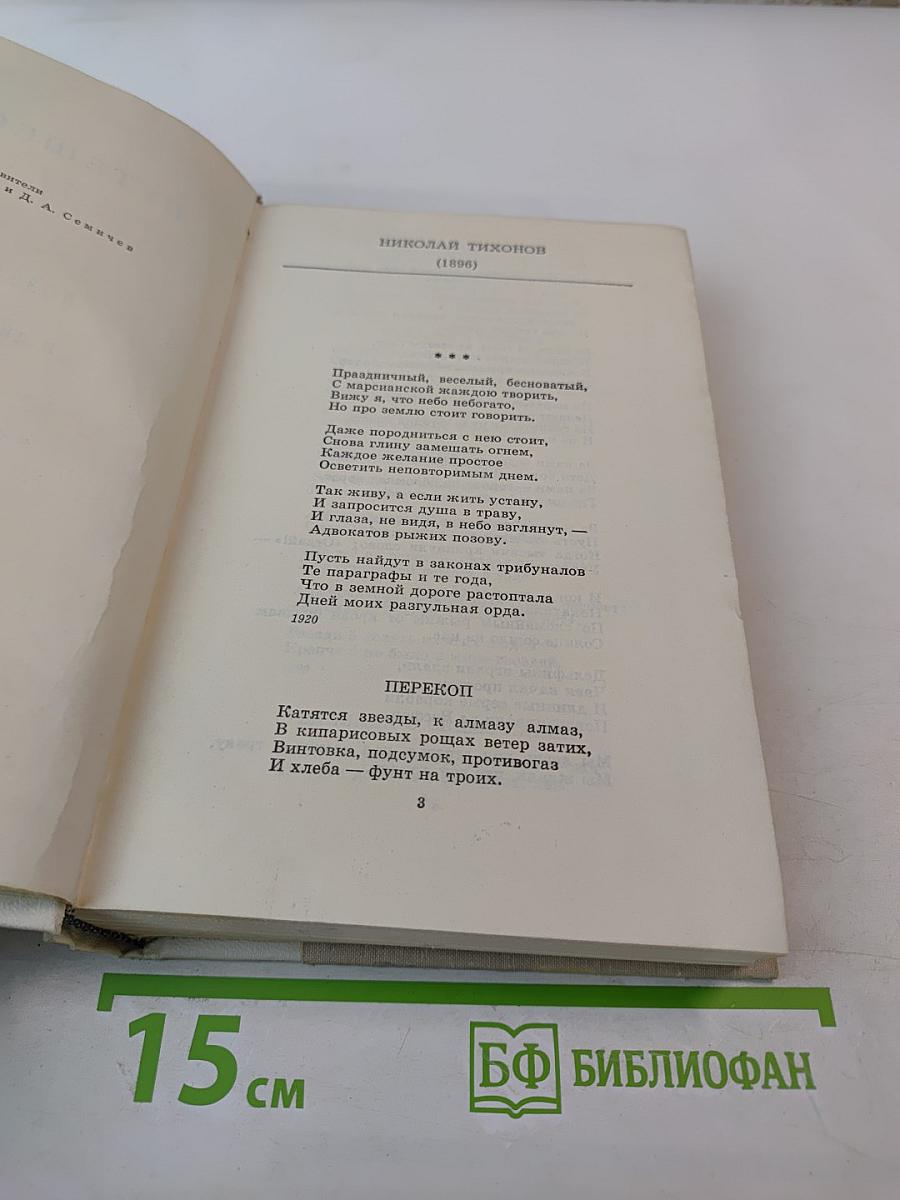 вители
и Д. А. Семичев
НИКОЛАЙ ТИХОНОВ
(1896)
* * *
Праздничный, веселый, бесноватый,
С марсианской жаждою творить,
Вижу я, что небо небогато,
Но про землю стоит говорить.
Даже породниться с нею стоит,
Снова глину замешать огнем,
Каждое желание простое
Осветить неповторимым днем.
Так живу, а если жить устану,
И запросится душа в траву,
И глаза, не видя, в небо взглянут, —
Адвокатов рыжих позову.
Пусть найдут в законах трибуналов
Те параграфы и те года,
Что в земной дороге растоптала
Дней моих разгульная орда.
1920
ПЕРЕКОП
Катятся звезды, к алмазу алмаз,
В кипарисовых рощах ветер затих,
Винтовка, подсумок, противогаз
И хлеба — фунт на троих.
3
15 см
БФ БИБЛИОФАН